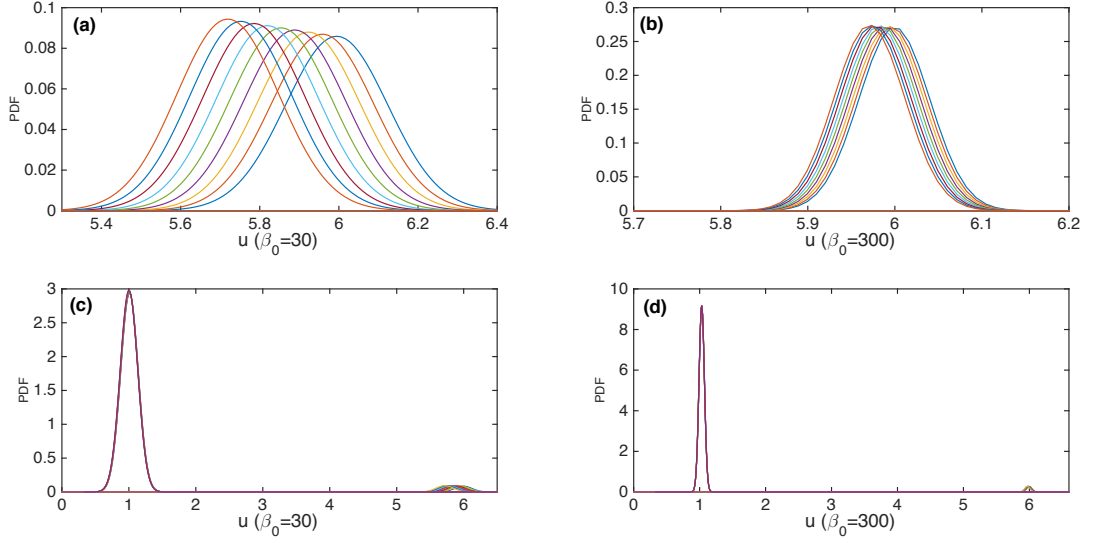 (a)
PDF
0.1
0.08
0.06
0.04
0.02
0
5.4 5.6 5.8 6 6.2 6.4
u (β₀=30)
(b)
PDF
0.3
0.25
0.2
0.15
0.1
0.05
0
5.7 5.8 5.9 6 6.1 6.2
u (β₀=300)
(c)
PDF
3
2.5
2
1.5
1
0.5
0
0 1 2 3 4 5 6
u (β₀=30)
(d)
PDF
10
8
6
4
2
0
0 1 2 3 4 5 6
u (β₀=300)